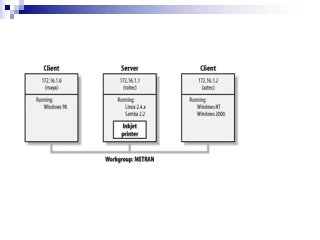 Client
172.16.1.6
(maya)
Running:
Windows 98
Server
172.16.1.1
(toltec)
Running:
Linux 2.4.x
Samba 2.2
Inkjet
printer
Client
172.16.1.2
(aztec)
Running:
Windows NT
Windows 2000
Workgroup: METRAN